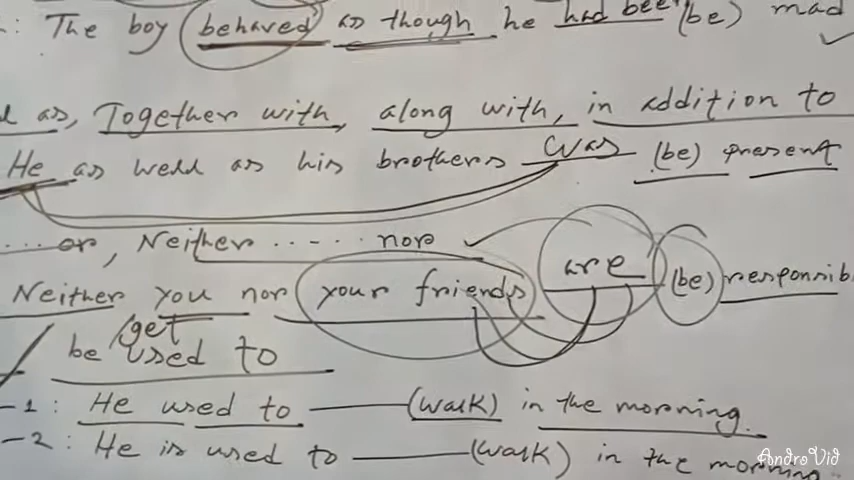 : The boy behaved as though he had been (be) mad
as, Together with, along with, in addition to
He as well as his brothers was (be) present
..... or, Neither ..... nor
Neither you nor your friends are (be) responsib
/get
be used to
-1: He used to ——— (walk) in the morning.
-2: He is used to ——— (walk) in the morning.
AndroVid